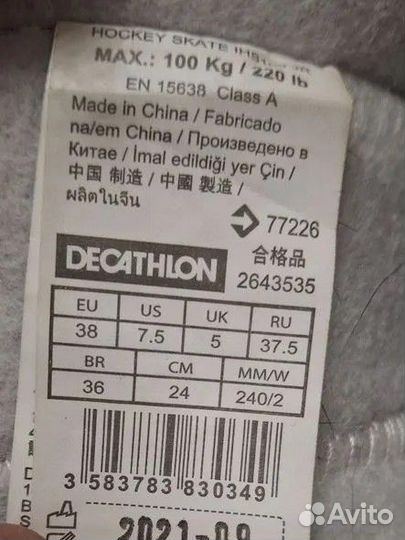 HOCKEY SKATE
MAX.: 100 Kg / 220 lb
EN 15638 Class A
Made in China / Fabricado
na/em China / Произведено в
Китае / İmal edildiği yer Çin /
中国 制造 / 中國 製造 /
ผลิตในจีน
77226
合格品
DECATHLON
2643535
EU US UK RU
38 7.5 5 37.5
BR CM MM/W
36 24 240/2
3 583783 830349
2021-09
Avito